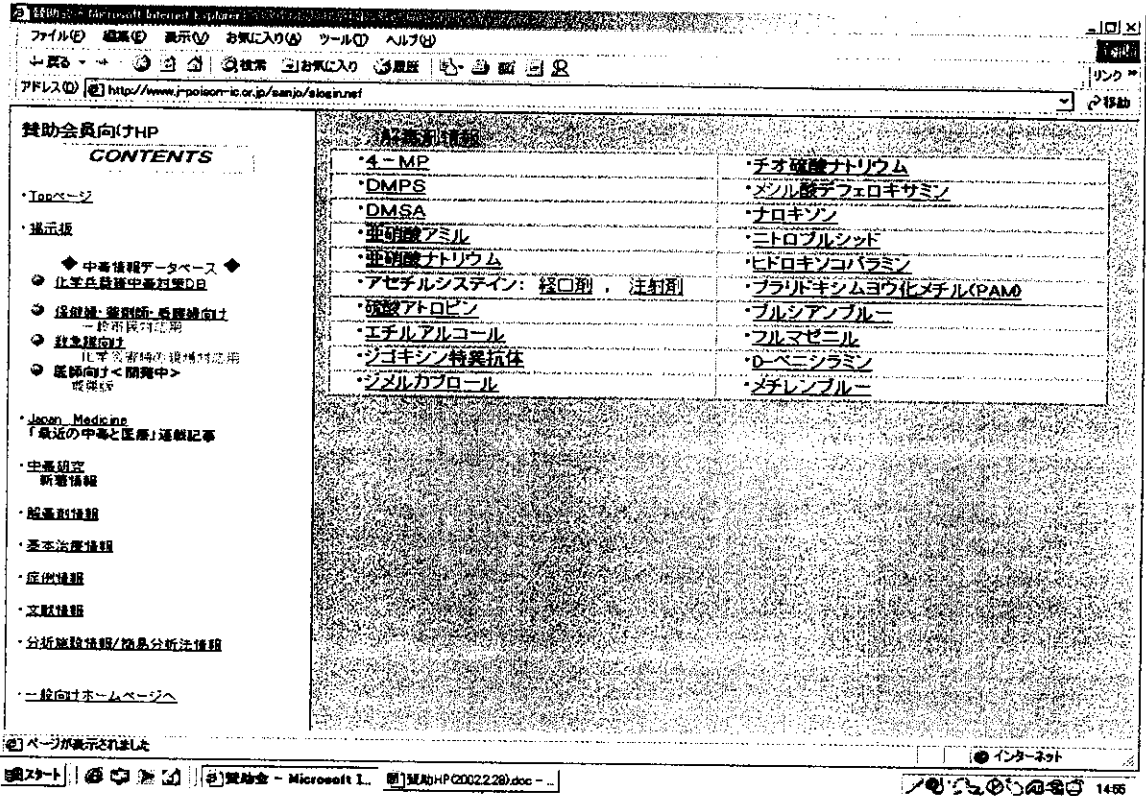 賛助会 - Microsoft Internet Explorer
ファイル(F) 編集(E) 表示(V) お気に入り(A) ツール(T) ヘルプ(H)
戻る 検索 お気に入り 履歴
リンク »
アドレス(D) http://www.j-poison-ic.or.jp/sanjo/slogin.nsf 移動
賛助会員向けHP
CONTENTS
・Topページ
・掲示板
◆ 中毒情報データベース ◆
化学兵器等中毒対策DB
保健婦・薬剤師・看護婦向け
一般市民対応用
救急隊向け
化学災害時の現場対応用
医師向け<開発中>
・Japan Medicine
「最近の中毒と医療」連載記事
・中毒研究
新着情報
・解毒剤情報
・基本治療情報
・症例情報
・文献情報
・分析施設情報/簡易分析法情報
・一般向けホームページへ
解毒剤情報
・4-MP
・DMPS
・DMSA
・亜硝酸アミル
・亜硝酸ナトリウム
・アセチルシステイン: 経口剤 , 注射剤
・硫酸アトロピン
・エチルアルコール
・ジゴキシン特異抗体
・ジメルカプロール
・チオ硫酸ナトリウム
・メシル酸デフェロキサミン
・ナロキソン
・ニトロプルシッド
・ヒドロキソコバラミン
・プラリドキシムヨウ化メチル(PAM)
・プルシアンブルー
・フルマゼニル
・D-ペニシラミン
・メチレンブルー
ページが表示されました
インターネット
スタート 賛助会 - Microsoft I... 賛助HP(2002.2.28).doc - ...
14:55